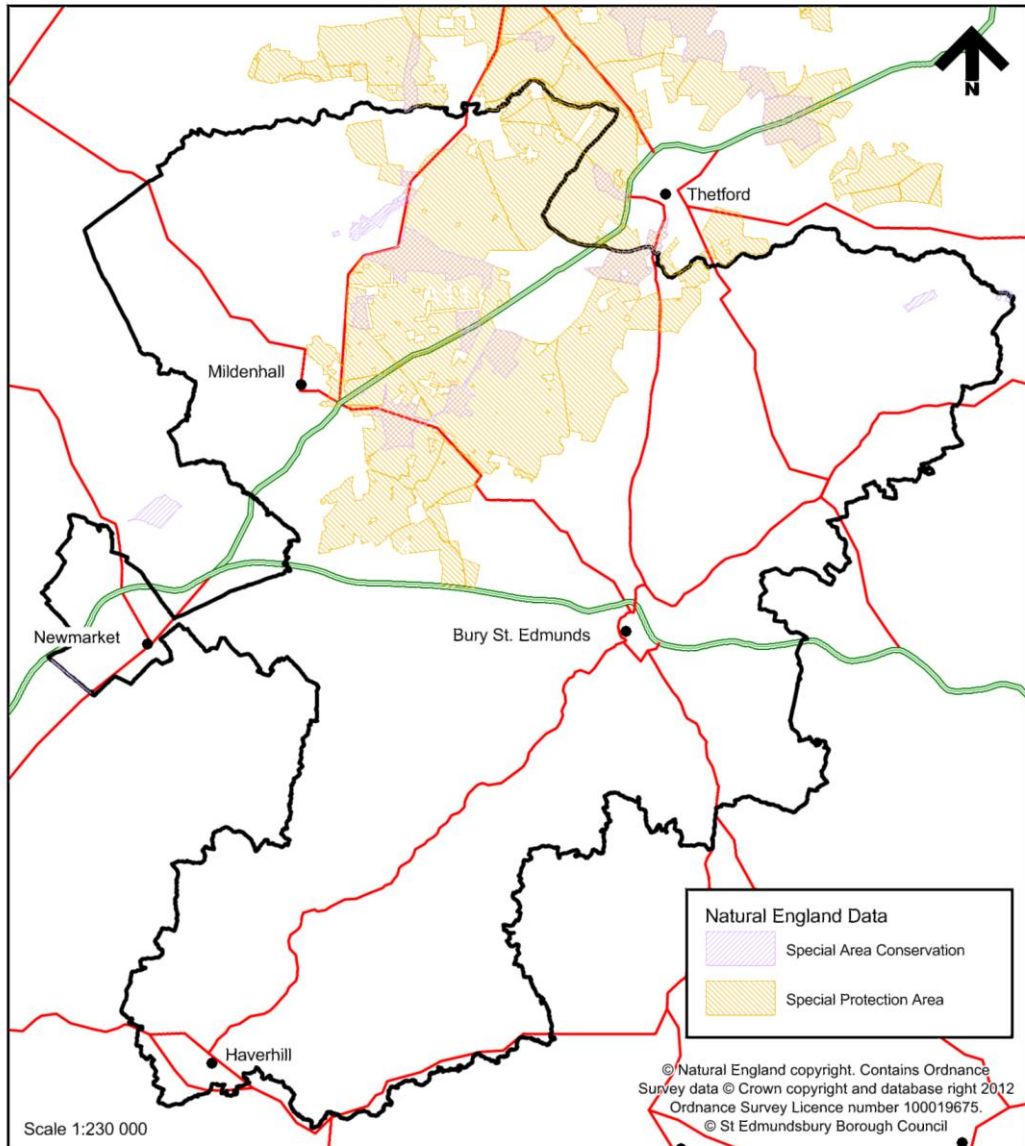 N
Thetford
Mildenhall
Newmarket
Bury St. Edmunds
Haverhill
Natural England Data
Special Area Conservation
Special Protection Area
© Natural England copyright. Contains Ordnance
Survey data © Crown copyright and database right 2012
Ordnance Survey Licence number 100019675.
© St Edmundsbury Borough Council
Scale 1:230 000